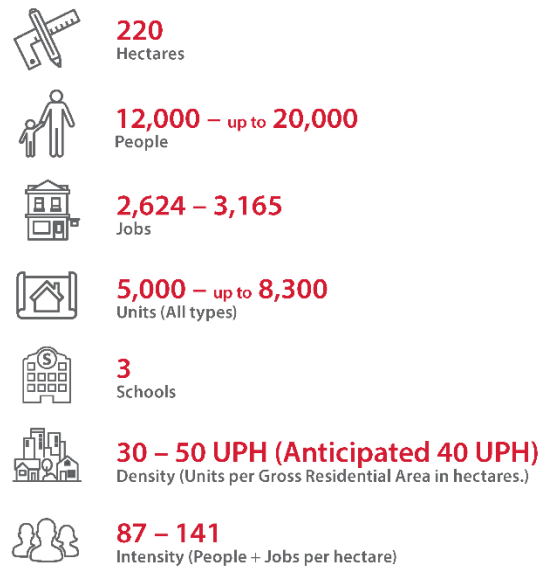 220
Hectares
12,000 – up to 20,000
People
2,624 – 3,165
Jobs
5,000 – up to 8,300
Units (All types)
S
3
Schools
30 – 50 UPH (Anticipated 40 UPH)
Density (Units per Gross Residential Area in hectares.)
87 – 141
Intensity (People + Jobs per hectare)